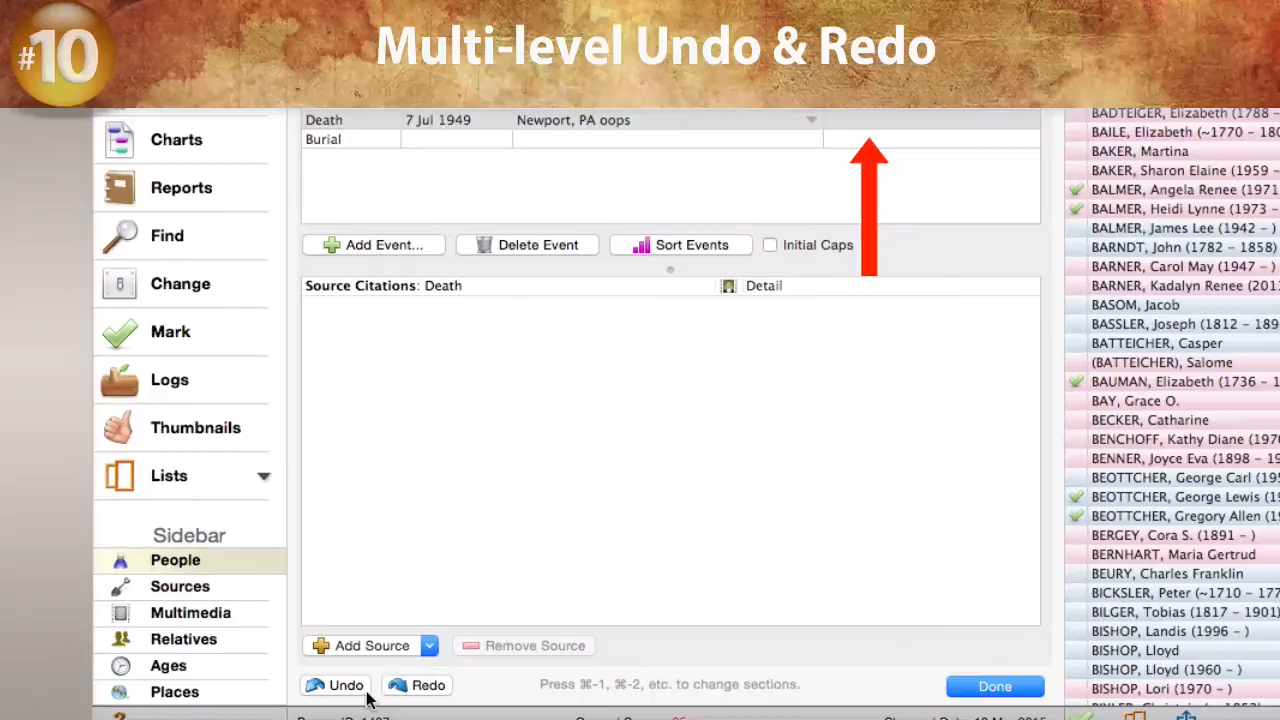 #10
Multi-level Undo & Redo
Charts
Reports
Find
Change
Mark
Logs
Thumbnails
Lists
Sidebar
People
Sources
Multimedia
Relatives
Ages
Places
Death 7 Jul 1949 Newport, PA oops
Burial
Add Event... Delete Event Sort Events Initial Caps
Source Citations: Death Detail
Add Source Remove Source
Undo Redo Press ⌘-1, ⌘-2, etc. to change sections. Done
BADTEIGER, Elizabeth (1788 –
BAILE, Elizabeth (~1770 – 180
BAKER, Martina
BAKER, Sharon Elaine (1959 –
BALMER, Angela Renee (1971
BALMER, Heidi Lynne (1973 –
BALMER, James Lee (1942 – )
BARNDT, John (1782 – 1858)
BARNER, Carol May (1947 – )
BARNER, Kadalyn Renee (201
BASOM, Jacob
BASSLER, Joseph (1812 – 189
BATTEICHER, Casper
(BATTEICHER), Salome
BAUMAN, Elizabeth (1736 – 1
BAY, Grace O.
BECKER, Catharine
BENCHOFF, Kathy Diane (197
BENNER, Joyce Eva (1898 – 19
BEOTTCHER, George Carl (195
BEOTTCHER, George Lewis (1
BEOTTCHER, Gregory Allen (1
BERGEY, Cora S. (1891 – )
BERNHART, Maria Gertrud
BEURY, Charles Franklin
BICKSLER, Peter (~1710 – 177
BILGER, Tobias (1817 – 1901)
BISHOP, Landis (1996 – )
BISHOP, Lloyd
BISHOP, Lloyd (1960 – )
BISHOP, Lori (1970 – )